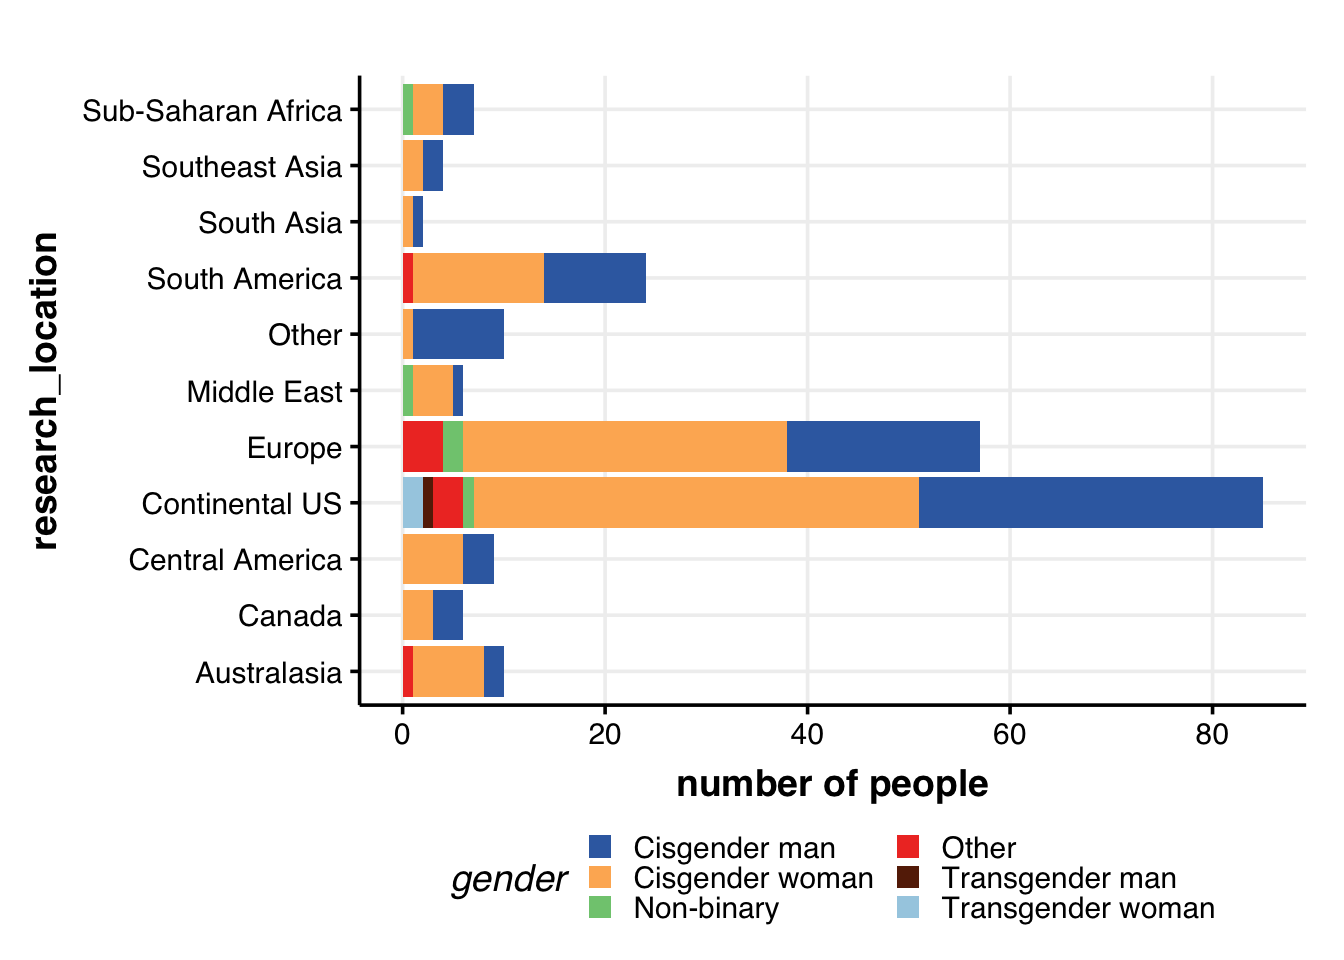 research_location
Sub-Saharan Africa
Southeast Asia
South Asia
South America
Other
Middle East
Europe
Continental US
Central America
Canada
Australasia
0 20 40 60 80
number of people
gender
Cisgender man
Cisgender woman
Non-binary
Other
Transgender man
Transgender woman